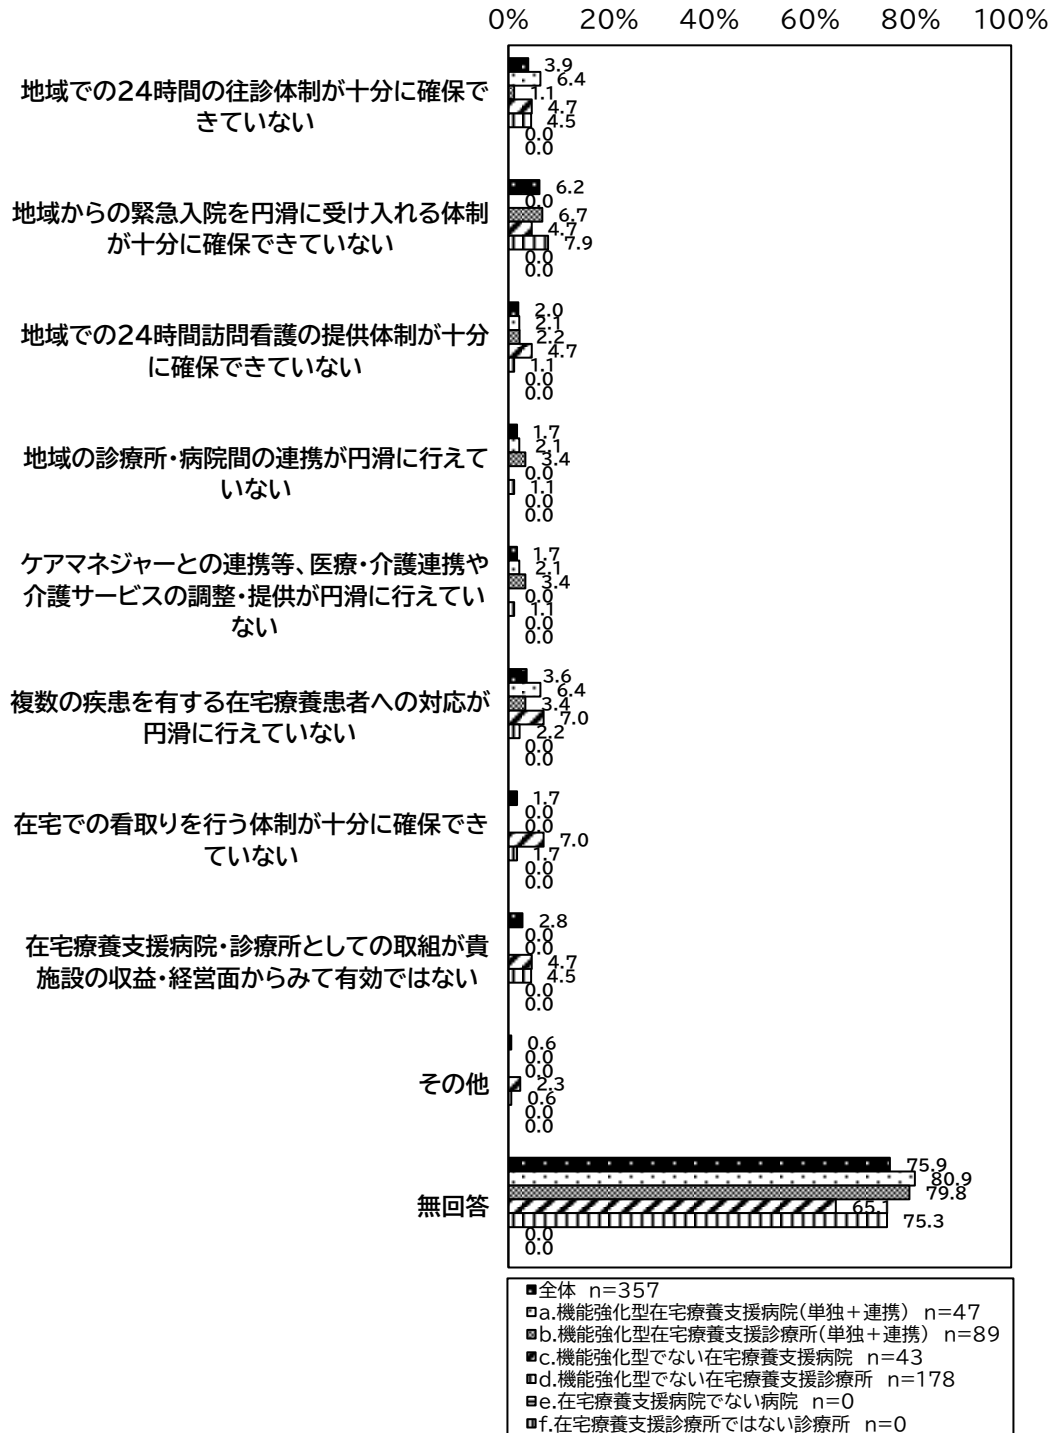 0% 20% 40% 60% 80% 100%
地域での24時間の往診体制が十分に確保で
きていない
3.9
6.4
1.1
4.7
4.5
0.0
0.0
地域からの緊急入院を円滑に受け入れる体制
が十分に確保できていない
6.2
0.0
6.7
4.7
7.9
0.0
0.0
地域での24時間訪問看護の提供体制が十分
に確保できていない
2.0
2.1
2.2
4.7
1.1
0.0
0.0
地域の診療所・病院間の連携が円滑に行えて
いない
1.7
2.1
3.4
0.0
1.1
0.0
0.0
ケアマネジャーとの連携等、医療・介護連携や
介護サービスの調整・提供が円滑に行えてい
ない
1.7
2.1
3.4
0.0
1.1
0.0
0.0
複数の疾患を有する在宅療養患者への対応が
円滑に行えていない
3.6
6.4
3.4
7.0
2.2
0.0
0.0
在宅での看取りを行う体制が十分に確保でき
ていない
1.7
0.0
0.0
7.0
1.7
0.0
0.0
在宅療養支援病院・診療所としての取組が貴
施設の収益・経営面からみて有効ではない
2.8
0.0
0.0
4.7
4.5
0.0
0.0
その他
0.6
0.0
0.0
2.3
0.6
0.0
0.0
無回答
75.9
80.9
79.8
65.1
75.3
0.0
0.0
全体 n=357
a.機能強化型在宅療養支援病院(単独+連携) n=47
b.機能強化型在宅療養支援診療所(単独+連携) n=89
c.機能強化型でない在宅療養支援病院 n=43
d.機能強化型でない在宅療養支援診療所 n=178
e.在宅療養支援病院でない病院 n=0
f.在宅療養支援診療所ではない診療所 n=0